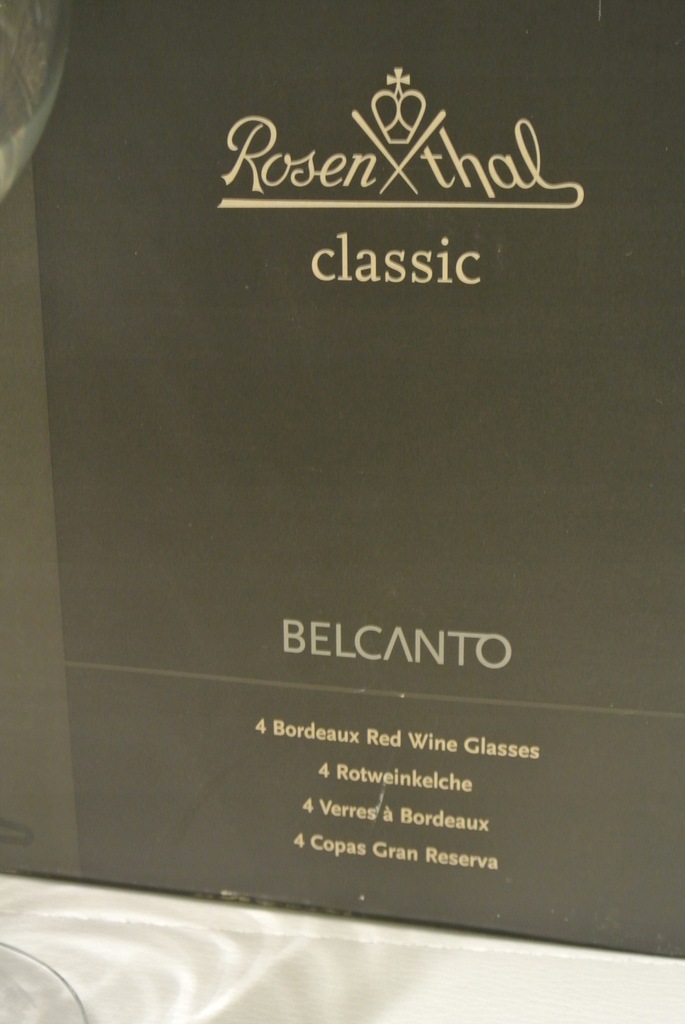 Rosenthal
classic
BELCANTO
4 Bordeaux Red Wine Glasses
4 Rotweinkelche
4 Verres à Bordeaux
4 Copas Gran Reserva